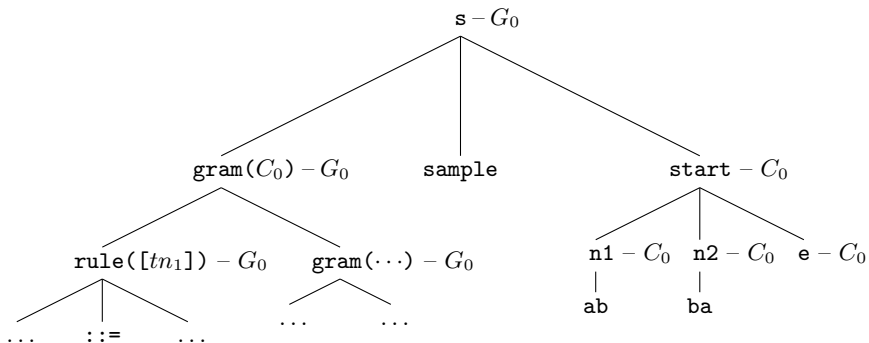 s – G₀
gram(C₀) – G₀ sample start – C₀
rule([tn₁]) – G₀ gram(⋯) – G₀ n1 – C₀ n2 – C₀ e – C₀
... ::= ... ... ... ab ba